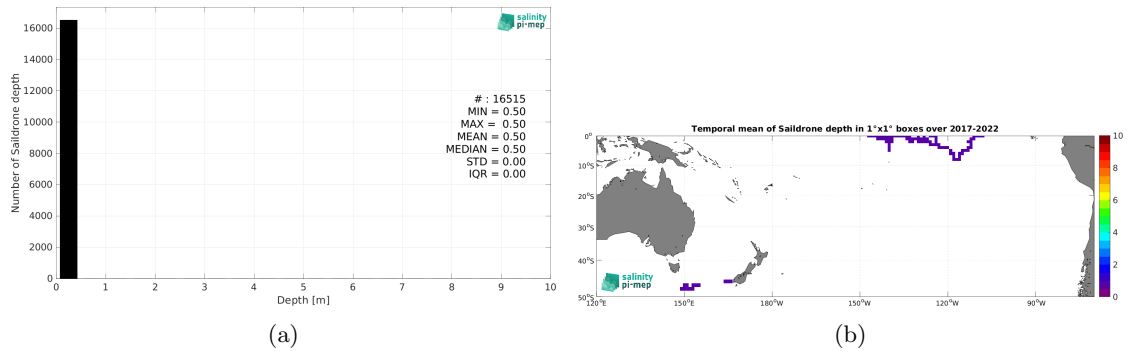 16000
14000
12000
10000
8000
6000
4000
2000
0
Number of Saildrone depth
0 1 2 3 4 5 6 7 8 9 10
Depth [m]
salinity
pi-mep
# : 16515
MIN = 0.50
MAX = 0.50
MEAN = 0.50
MEDIAN = 0.50
STD = 0.00
IQR = 0.00
(a)
Temporal mean of Saildrone depth in 1°x1° boxes over 2017-2022
0°
10°S
20°S
30°S
40°S
50°S
120°E 150°E 180°W 150°W 120°W 90°W
salinity
pi-mep
10
8
6
4
2
0
(b)